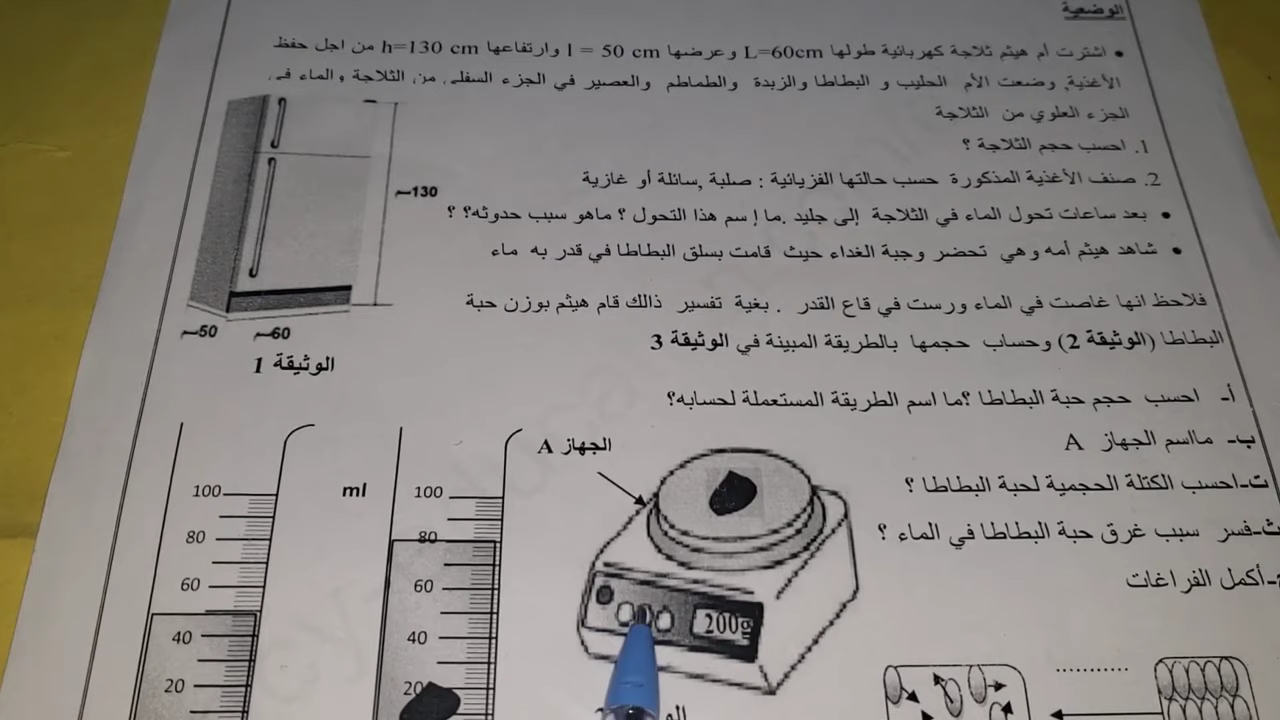 الوضعية
• اشترت أم هيثم ثلاجة كهربائية طولها L=60cm وعرضها l = 50 cm وارتفاعها h=130 cm من اجل حفظ
الأغذية, وضعت الأم الحليب و البطاطا والزبدة والطماطم والعصير في الجزء السفلي من الثلاجة والماء في
الجزء العلوي من الثلاجة
1. احسب حجم الثلاجة ؟
2. صنف الأغذية المذكورة حسب حالتها الفزيائية : صلبة ,سائلة أو غازية
• بعد ساعات تحول الماء في الثلاجة إلى جليد .ما إسم هذا التحول ؟ ماهو سبب حدوثه؟ ؟
• شاهد هيثم أمه وهي تحضر وجبة الغداء حيث قامت بسلق البطاطا في قدر به ماء
فلاحظ انها غاصت في الماء ورست في قاع القدر . بغية تفسير ذالك قام هيثم بوزن حبة
البطاطا (الوثيقة 2) وحساب حجمها بالطريقة المبينة في الوثيقة 3
130
50
60
الوثيقة 1
أ- احسب حجم حبة البطاطا ؟ما اسم الطريقة المستعملة لحسابه؟
ب- مااسم الجهاز A
ت-احسب الكتلة الحجمية لحبة البطاطا ؟
ث-فسر سبب غرق حبة البطاطا في الماء ؟
أكمل الفراغات
الجهاز A
200g
ml
100
80
60
40
20
100
80
60
40
20
...........